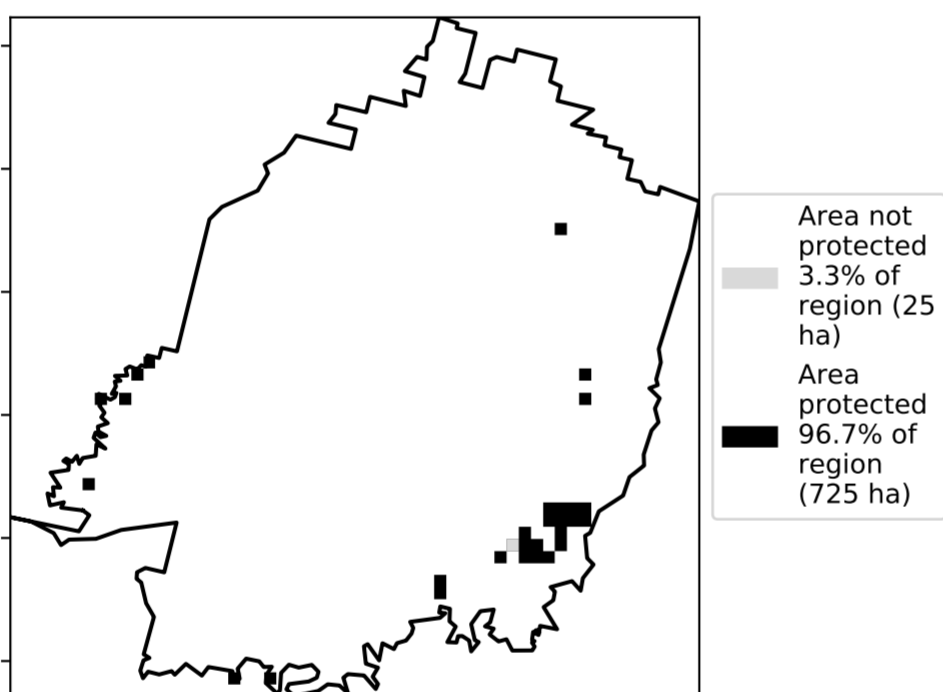 Area not
protected
3.3% of
region (25
ha)
Area
protected
96.7% of
region
(725 ha)